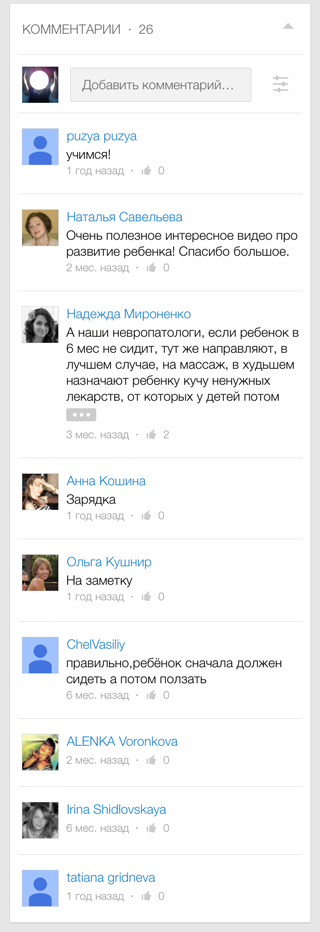 КОММЕНТАРИИ · 26
Добавить комментарий...
puzya puzya
учимся!
1 год назад · 0
Наталья Савельева
Очень полезное интересное видео про
развитие ребенка! Спасибо большое.
2 мес. назад · 0
Надежда Мироненко
А наши невропатологи, если ребенок в
6 мес не сидит, тут же направляют, в
лучшем случае, на массаж, в худьшем
назначают ребенку кучу ненужных
лекарств, от которых у детей потом
3 мес. назад · 2
Анна Кошина
Зарядка
1 год назад · 0
Ольга Кушнир
На заметку
1 год назад · 0
ChelVasiliy
правильно,ребёнок сначала должен
сидеть а потом ползать
6 мес. назад · 0
ALENKA Voronkova
2 мес. назад · 0
Irina Shidlovskaya
6 мес. назад · 0
tatiana gridneva
1 год назад · 0